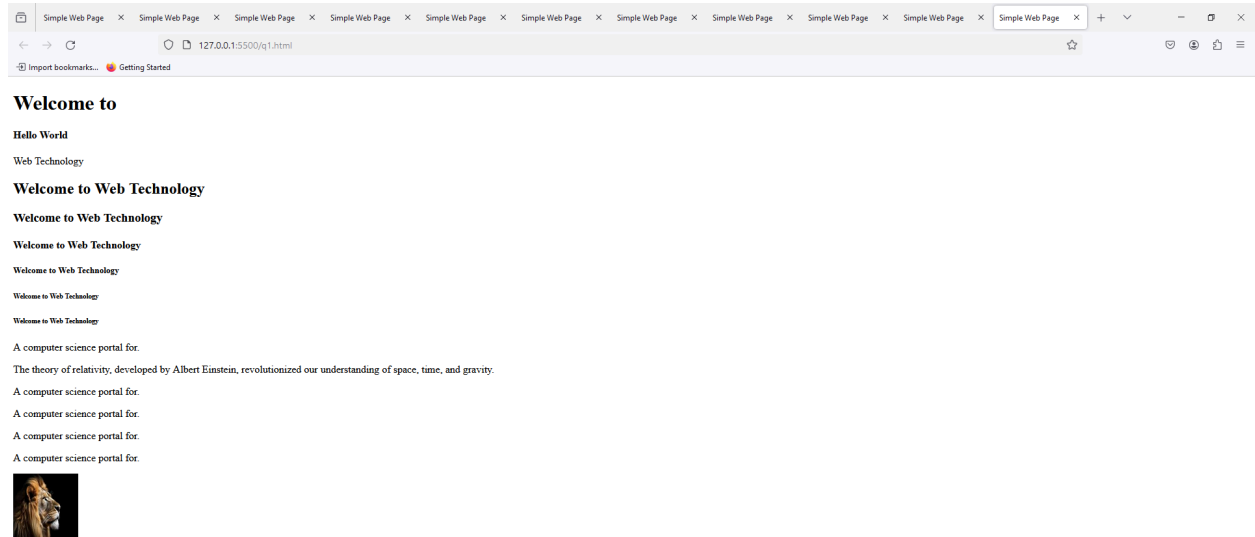 Simple Web Page Simple Web Page Simple Web Page Simple Web Page Simple Web Page Simple Web Page Simple Web Page Simple Web Page Simple Web Page Simple Web Page Simple Web Page
127.0.0.1:5500/q1.html
Import bookmarks... Getting Started
Welcome to
Hello World
Web Technology
Welcome to Web Technology
Welcome to Web Technology
Welcome to Web Technology
Welcome to Web Technology
Welcome to Web Technology
Welcome to Web Technology
A computer science portal for.
The theory of relativity, developed by Albert Einstein, revolutionized our understanding of space, time, and gravity.
A computer science portal for.
A computer science portal for.
A computer science portal for.
A computer science portal for.